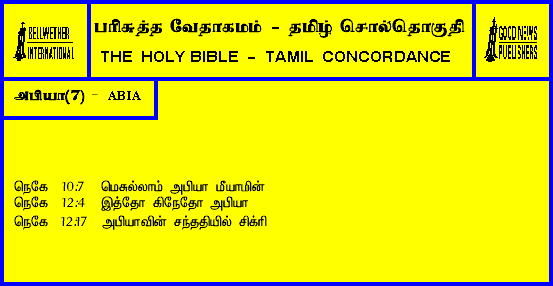 BELLWETHER
INTERNATIONAL
பரிசுத்த வேதாகமம் - தமிழ் சொல்தொகுதி
THE HOLY BIBLE - TAMIL CONCORDANCE
GOOD NEWS
PUBLISHERS
அபியா(7) - ABIA
நெகே 10:7 மெசுல்லாம் அபியா மீயாமின்
நெகே 12:4 இத்தோ கிநேதோ அபியா
நெகே 12:17 அபியாவின் சந்ததியில் சிக்ரி